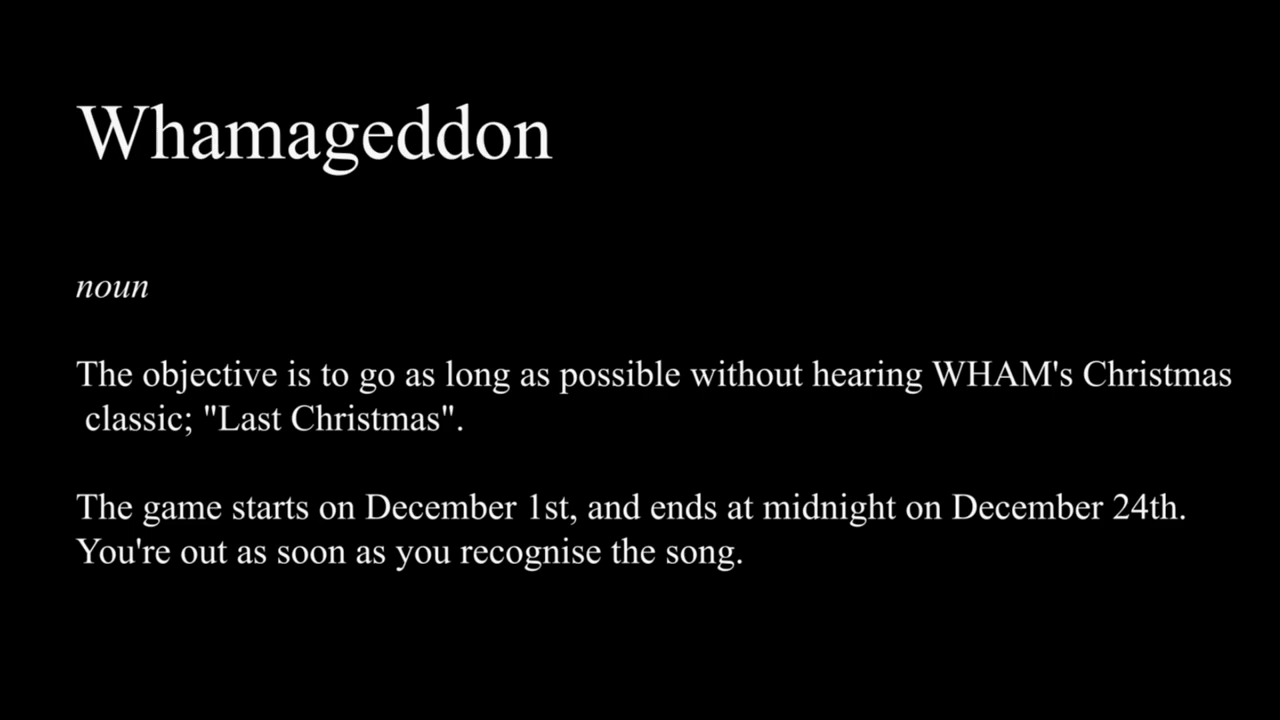 Whamageddon
noun
The objective is to go as long as possible without hearing WHAM's Christmas
classic; "Last Christmas".
The game starts on December 1st, and ends at midnight on December 24th.
You're out as soon as you recognise the song.